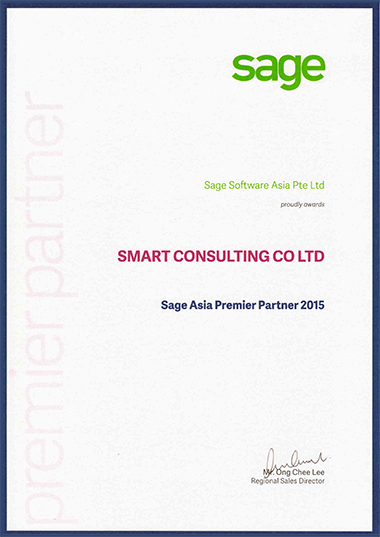 sage
Sage Software Asia Pte Ltd
proudly awards
SMART CONSULTING CO LTD
Sage Asia Premier Partner 2015
premier partner
Mr. Ong Chee Lee
Regional Sales Director